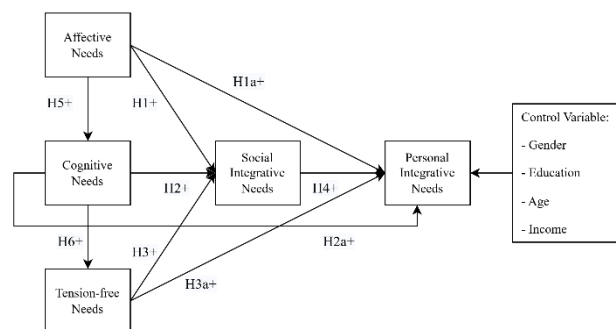 Affective
Needs
H1a+
H5+
H1+
Control Variable:
- Gender
- Education
- Age
- Income
Cognitive
Needs
Social
Integrative
Needs
Personal
Integrative
Needs
H2+
H4+
H6+
H3+
H2a+
H3a+
Tension-free
Needs